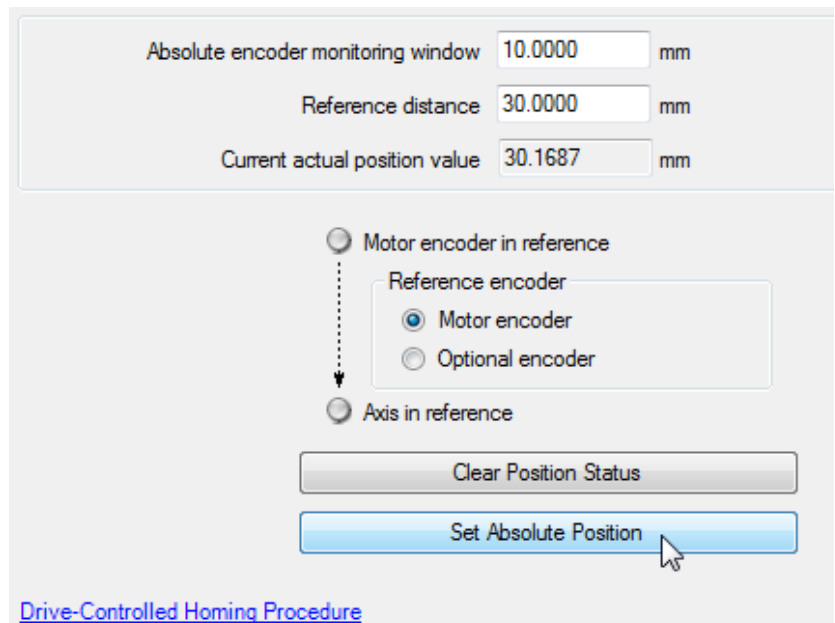 Absolute encoder monitoring window 10.0000 mm
Reference distance 30.0000 mm
Current actual position value 30.1687 mm
Motor encoder in reference
Reference encoder
Motor encoder
Optional encoder
Axis in reference
Clear Position Status
Set Absolute Position
Drive-Controlled Homing Procedure